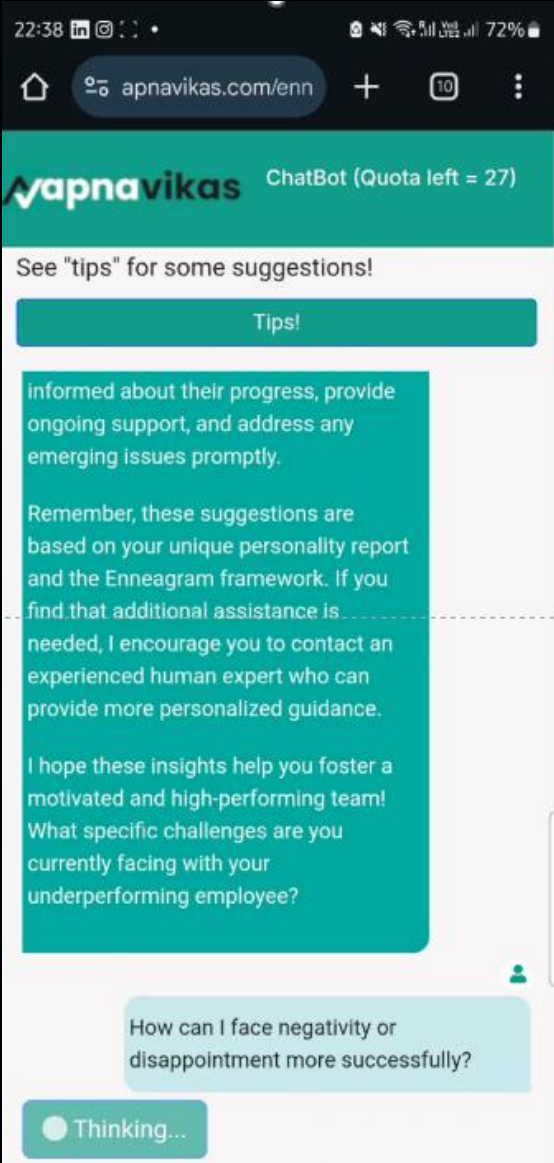 22:38
72%
apnavikas.com/enn
10
apnavikas
ChatBot (Quota left = 27)
See "tips" for some suggestions!
Tips!
informed about their progress, provide
ongoing support, and address any
emerging issues promptly.
Remember, these suggestions are
based on your unique personality report
and the Enneagram framework. If you
find that additional assistance is
needed, I encourage you to contact an
experienced human expert who can
provide more personalized guidance.
I hope these insights help you foster a
motivated and high-performing team!
What specific challenges are you
currently facing with your
underperforming employee?
How can I face negativity or
disappointment more successfully?
Thinking...